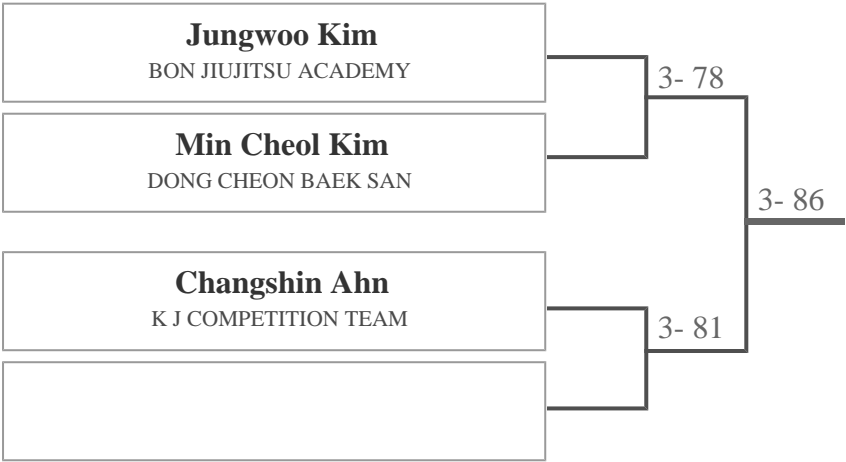 Jungwoo Kim
BON JIUJITSU ACADEMY
3- 78
Min Cheol Kim
DONG CHEON BAEK SAN
3- 86
Changshin Ahn
K J COMPETITION TEAM
3- 81